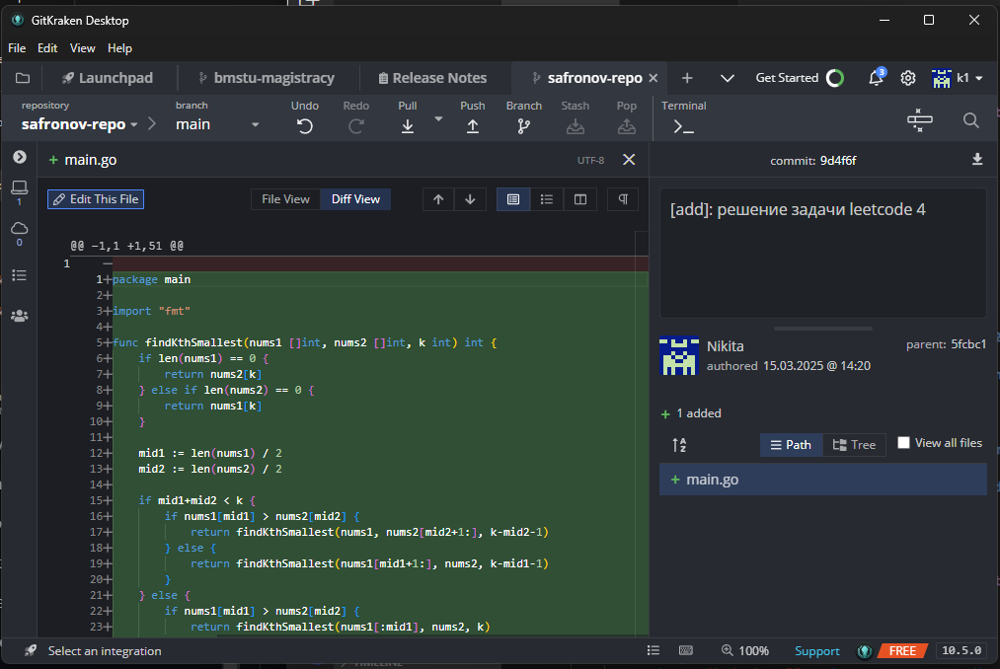 GitKraken Desktop
File Edit View Help
Launchpad bmstu-magistracy Release Notes safronov-repo Get Started 3 k1
repository branch Undo Redo Pull Push Branch Stash Pop Terminal
safronov-repo main
main.go UTF-8 commit: 9d4f6f
1
0
Edit This File File View Diff View
[add]: решение задачи leetcode 4
@@ -1,1 +1,51 @@
1 —
1+package main
2+
3+import "fmt"
4+
5+func findKthSmallest(nums1 []int, nums2 []int, k int) int {
6+    if len(nums1) == 0 {
7+        return nums2[k]
8+    } else if len(nums2) == 0 {
9+        return nums1[k]
10+    }
11+
12+    mid1 := len(nums1) / 2
13+    mid2 := len(nums2) / 2
14+
15+    if mid1+mid2 < k {
16+        if nums1[mid1] > nums2[mid2] {
17+            return findKthSmallest(nums1, nums2[mid2+1:], k-mid2-1)
18+        } else {
19+            return findKthSmallest(nums1[mid1+1:], nums2, k-mid1-1)
20+        }
21+    } else {
22+        if nums1[mid1] > nums2[mid2] {
23+            return findKthSmallest(nums1[:mid1], nums2, k)
Nikita parent: 5fcbc1
authored 15.03.2025 @ 14:20
+ 1 added
Path Tree View all files
+ main.go
Select an integration 100% Support FREE 10.5.0